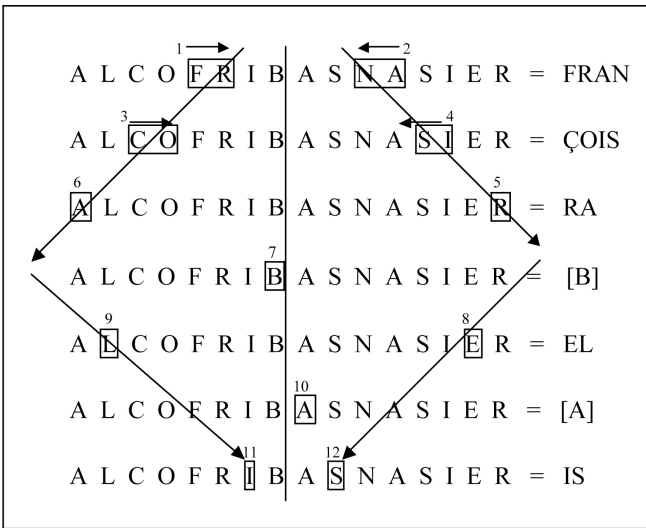 1 2
A L C O F R I B A S N A S I E R = FRAN
3 4
A L C O F R I B A S N A S I E R = ÇOIS
6 5
A L C O F R I B A S N A S I E R = RA
7
A L C O F R I B A S N A S I E R = [B]
9 8
A L C O F R I B A S N A S I E R = EL
10
A L C O F R I B A S N A S I E R = [A]
11 12
A L C O F R I B A S N A S I E R = IS